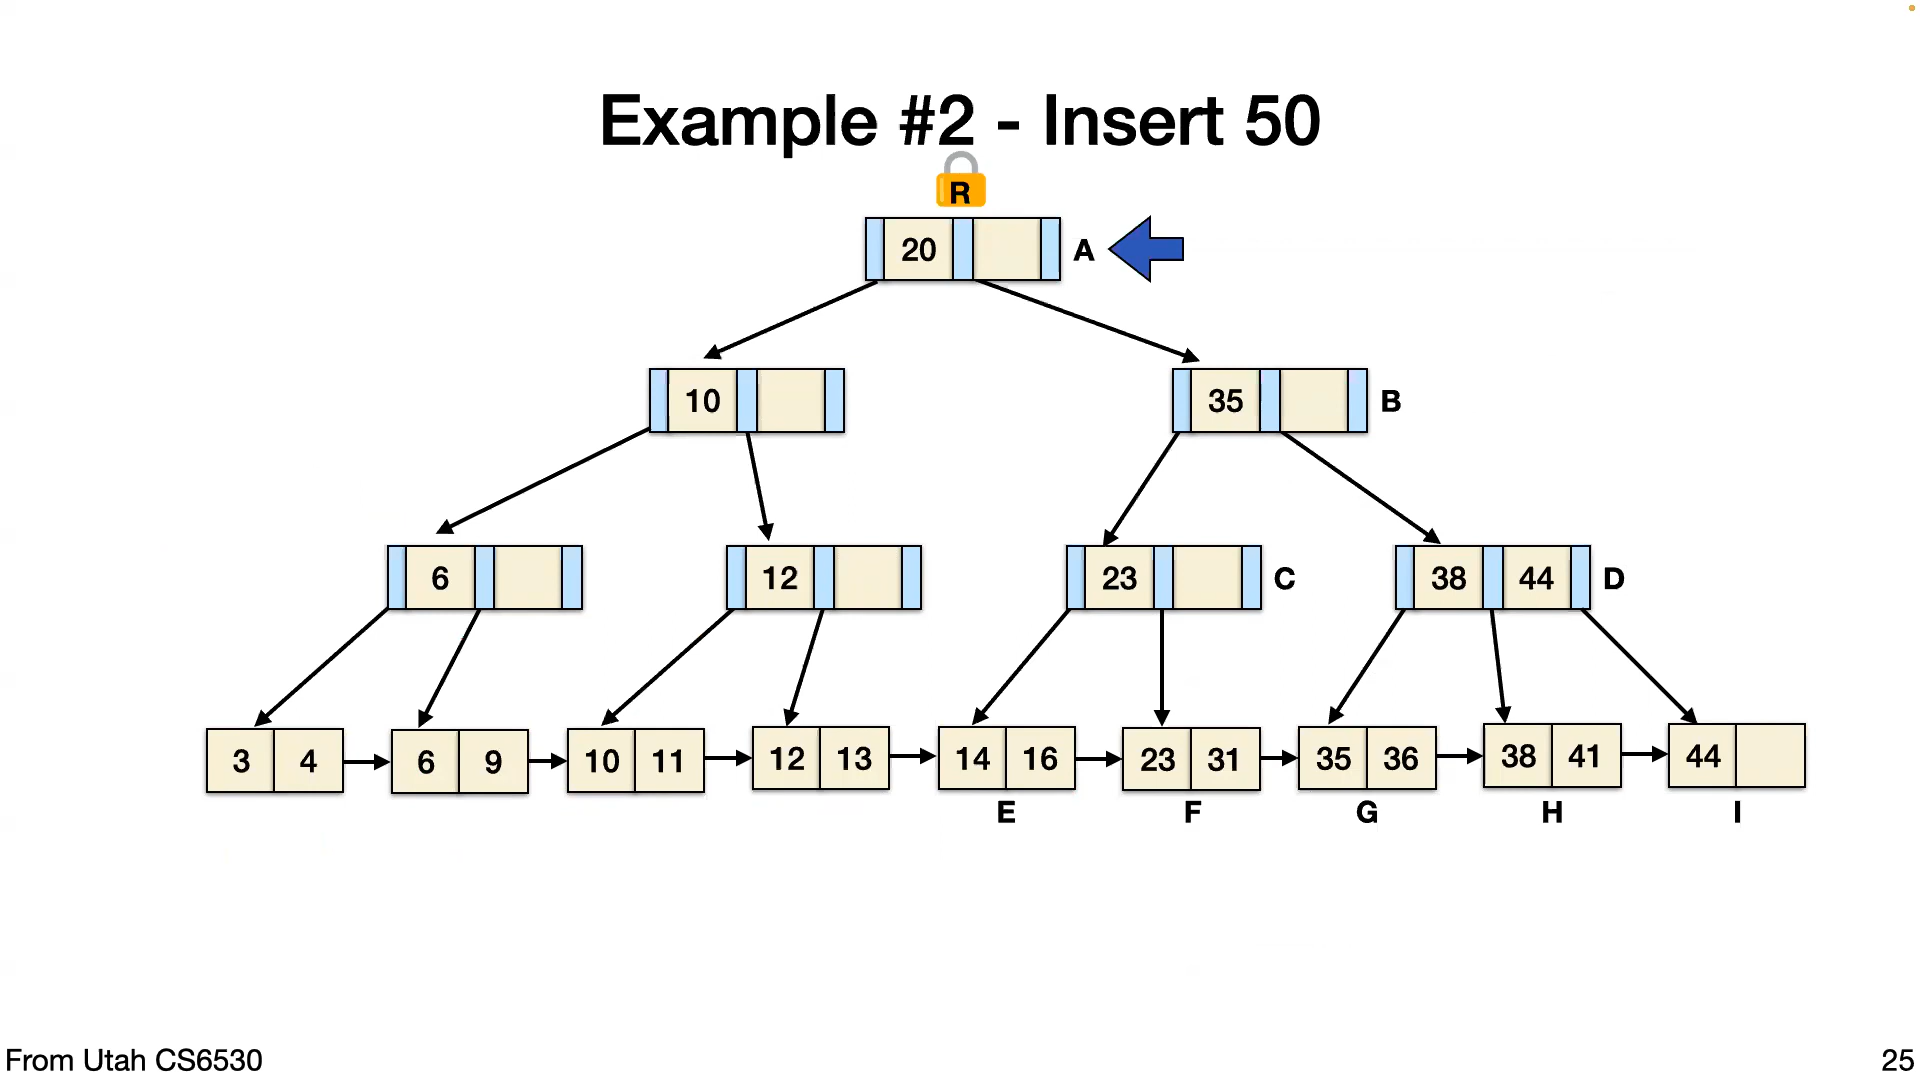 Example #2 - Insert 50
R
20 A
10 35 B
6 12 23 C 38 44 D
3 4 6 9 10 11 12 13 14 16 23 31 35 36 38 41 44
E F G H I
From Utah CS6530 25